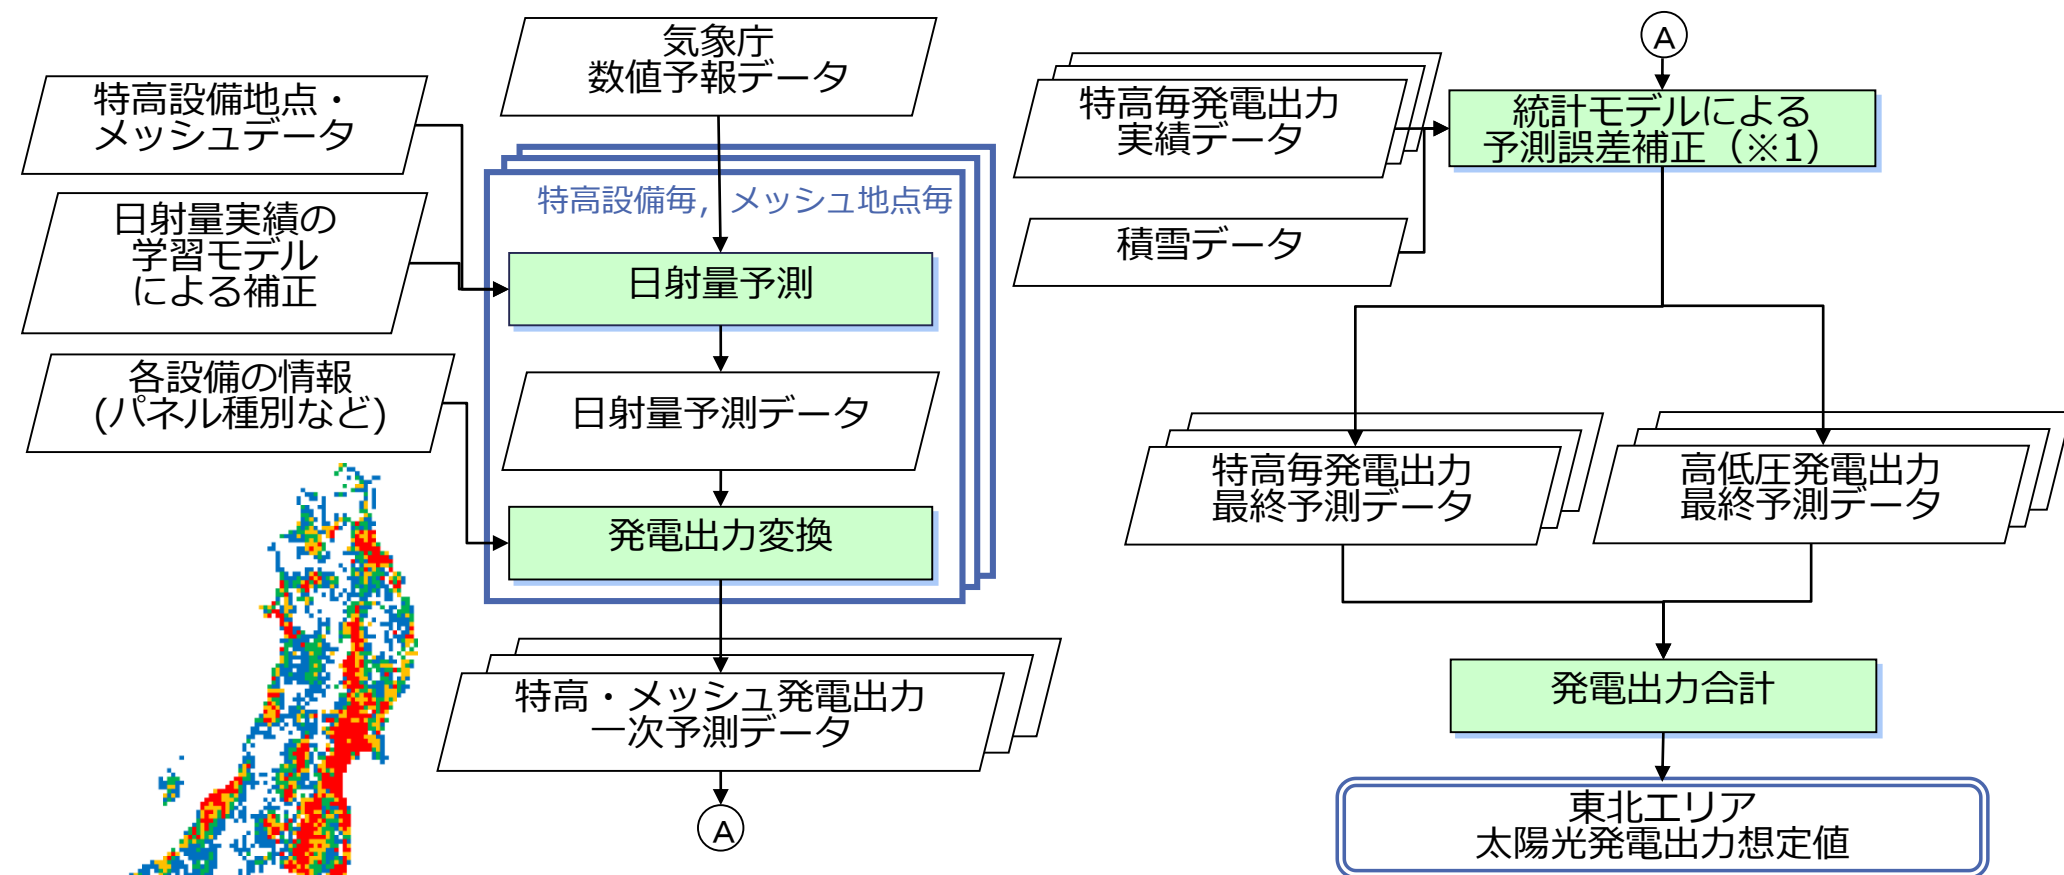 気象庁
数値予報データ
特高設備地点・
メッシュデータ
日射量実績の
学習モデル
による補正
各設備の情報
(パネル種別など)
特高設備毎，メッシュ地点毎
日射量予測
日射量予測データ
発電出力変換
特高・メッシュ発電出力
一次予測データ
A
A
特高毎発電出力
実績データ
統計モデルによる
予測誤差補正（※1）
積雪データ
特高毎発電出力
最終予測データ
高低圧発電出力
最終予測データ
発電出力合計
東北エリア
太陽光発電出力想定値